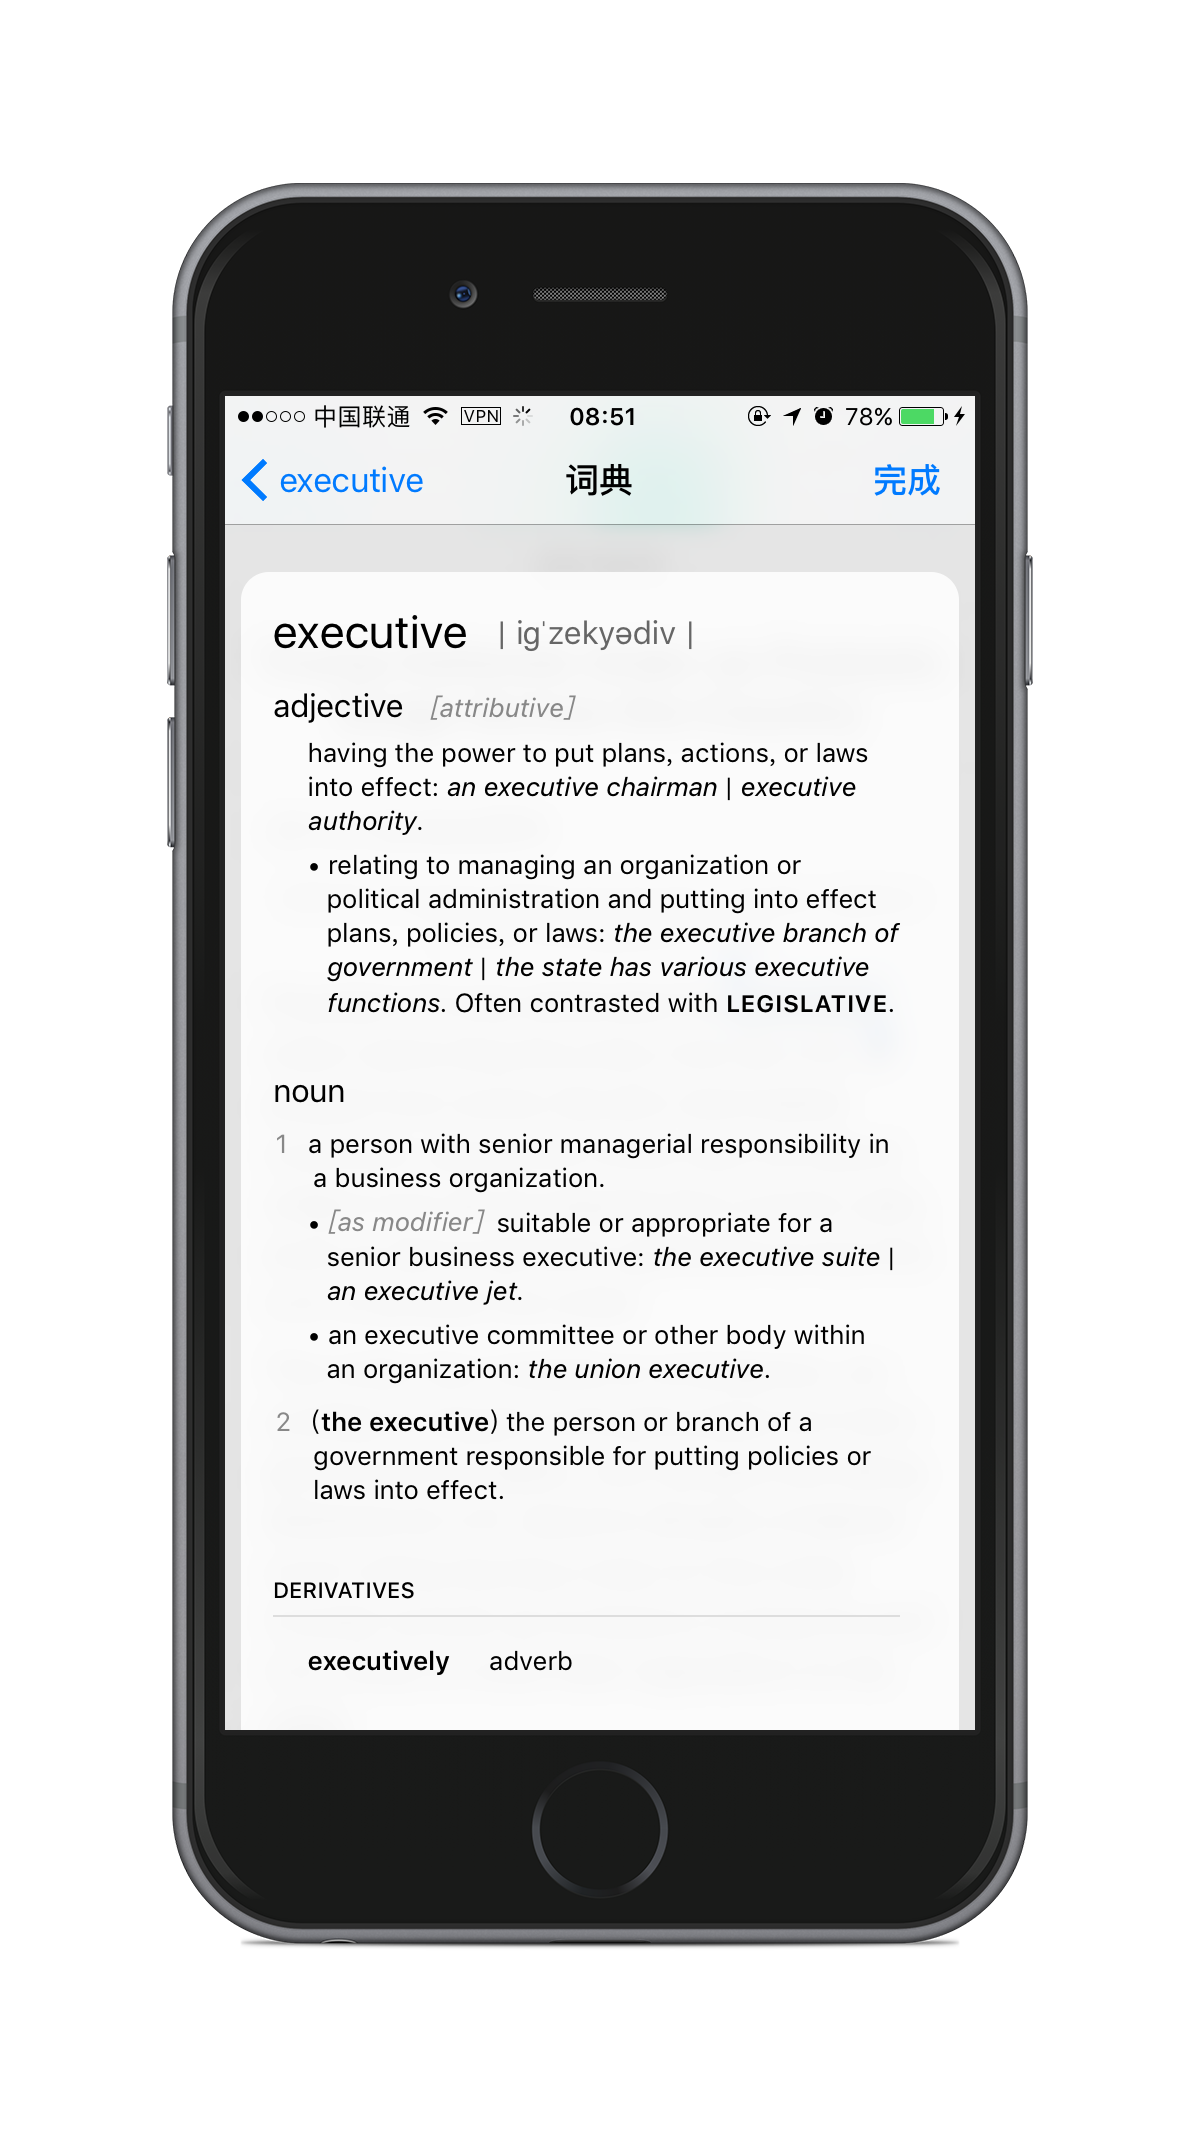 中国联通 VPN 08:51 78%
executive 词典 完成
executive | igˈzekyədiv |
adjective [attributive]
having the power to put plans, actions, or laws
into effect: an executive chairman | executive
authority.
• relating to managing an organization or
political administration and putting into effect
plans, policies, or laws: the executive branch of
government | the state has various executive
functions. Often contrasted with LEGISLATIVE.
noun
1 a person with senior managerial responsibility in
a business organization.
• [as modifier] suitable or appropriate for a
senior business executive: the executive suite |
an executive jet.
• an executive committee or other body within
an organization: the union executive.
2 (the executive) the person or branch of a
government responsible for putting policies or
laws into effect.
DERIVATIVES
executively adverb